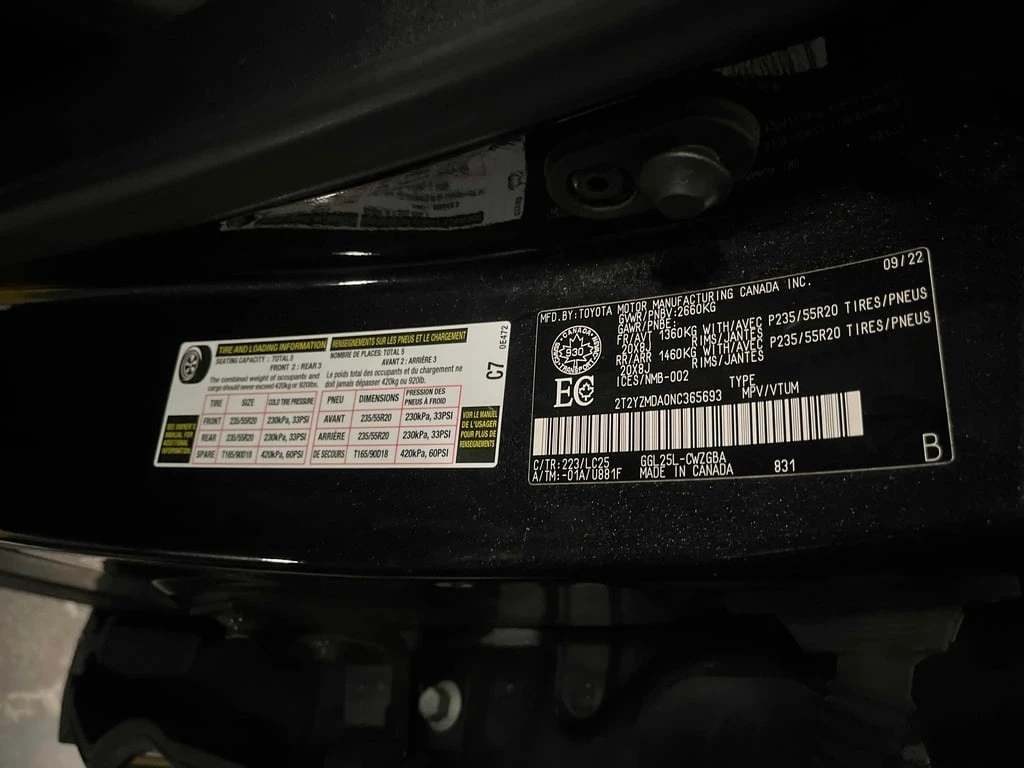 TIRE AND LOADING INFORMATION
RENSEIGNEMENTS SUR LES PNEUS ET LE CHARGEMENT
SEATING CAPACITY : TOTAL 5
FRONT 2 : REAR 3
NOMBRE DE PLACES: TOTAL 5
AVANT 2 : ARRIÈRE 3
The combined weight of occupants and
cargo should never exceed 420kg or 920lbs.
Le poids total des occupants et du chargement ne
doit jamais dépasser 420kg ou 920lb.
SEE OWNER'S
MANUAL FOR
ADDITIONAL
INFORMATION
TIRE SIZE COLD TIRE PRESSURE PNEU DIMENSIONS PRESSION DES PNEUS À FROID
FRONT 235/55R20 230kPa, 33PSI AVANT 235/55R20 230kPa, 33PSI
REAR 235/55R20 230kPa, 33PSI ARRIÈRE 235/55R20 230kPa, 33PSI
SPARE T165/90D18 420kPa, 60PSI DE SECOURS T165/90D18 420kPa, 60PSI
VOIR LE MANUEL
DE L'USAGER
POUR PLUS DE
RENSEIGNEMENTS
C7
0E472
09/22
MFD.BY:TOYOTA MOTOR MANUFACTURING CANADA INC.
GVWR/PNBV:2660KG
GAWR/PNBE:
FR/AVT 1360KG WITH/AVEC P235/55R20 TIRES/PNEUS
20X8J RIMS/JANTES
RR/ARR 1460KG WITH/AVEC P235/55R20 TIRES/PNEUS
20X8J RIMS/JANTES
ICES/NMB-002
CANADA
930
TRANSPORT
EC
TYPE
2T2YZMDA0NC365693 MPV/VTUM
C/TR:223/LC25 GGL25L-CWZGBA
A/TM:-01A/U881F MADE IN CANADA 831
B